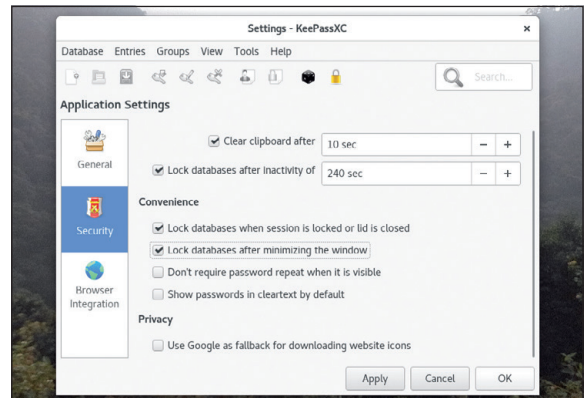 Settings - KeePassXC
Database Entries Groups View Tools Help
Search...
Application Settings
General
Security
Browser
Integration
Clear clipboard after 10 sec
Lock databases after inactivity of 240 sec
Convenience
Lock databases when session is locked or lid is closed
Lock databases after minimizing the window
Don't require password repeat when it is visible
Show passwords in cleartext by default
Privacy
Use Google as fallback for downloading website icons
Apply Cancel OK